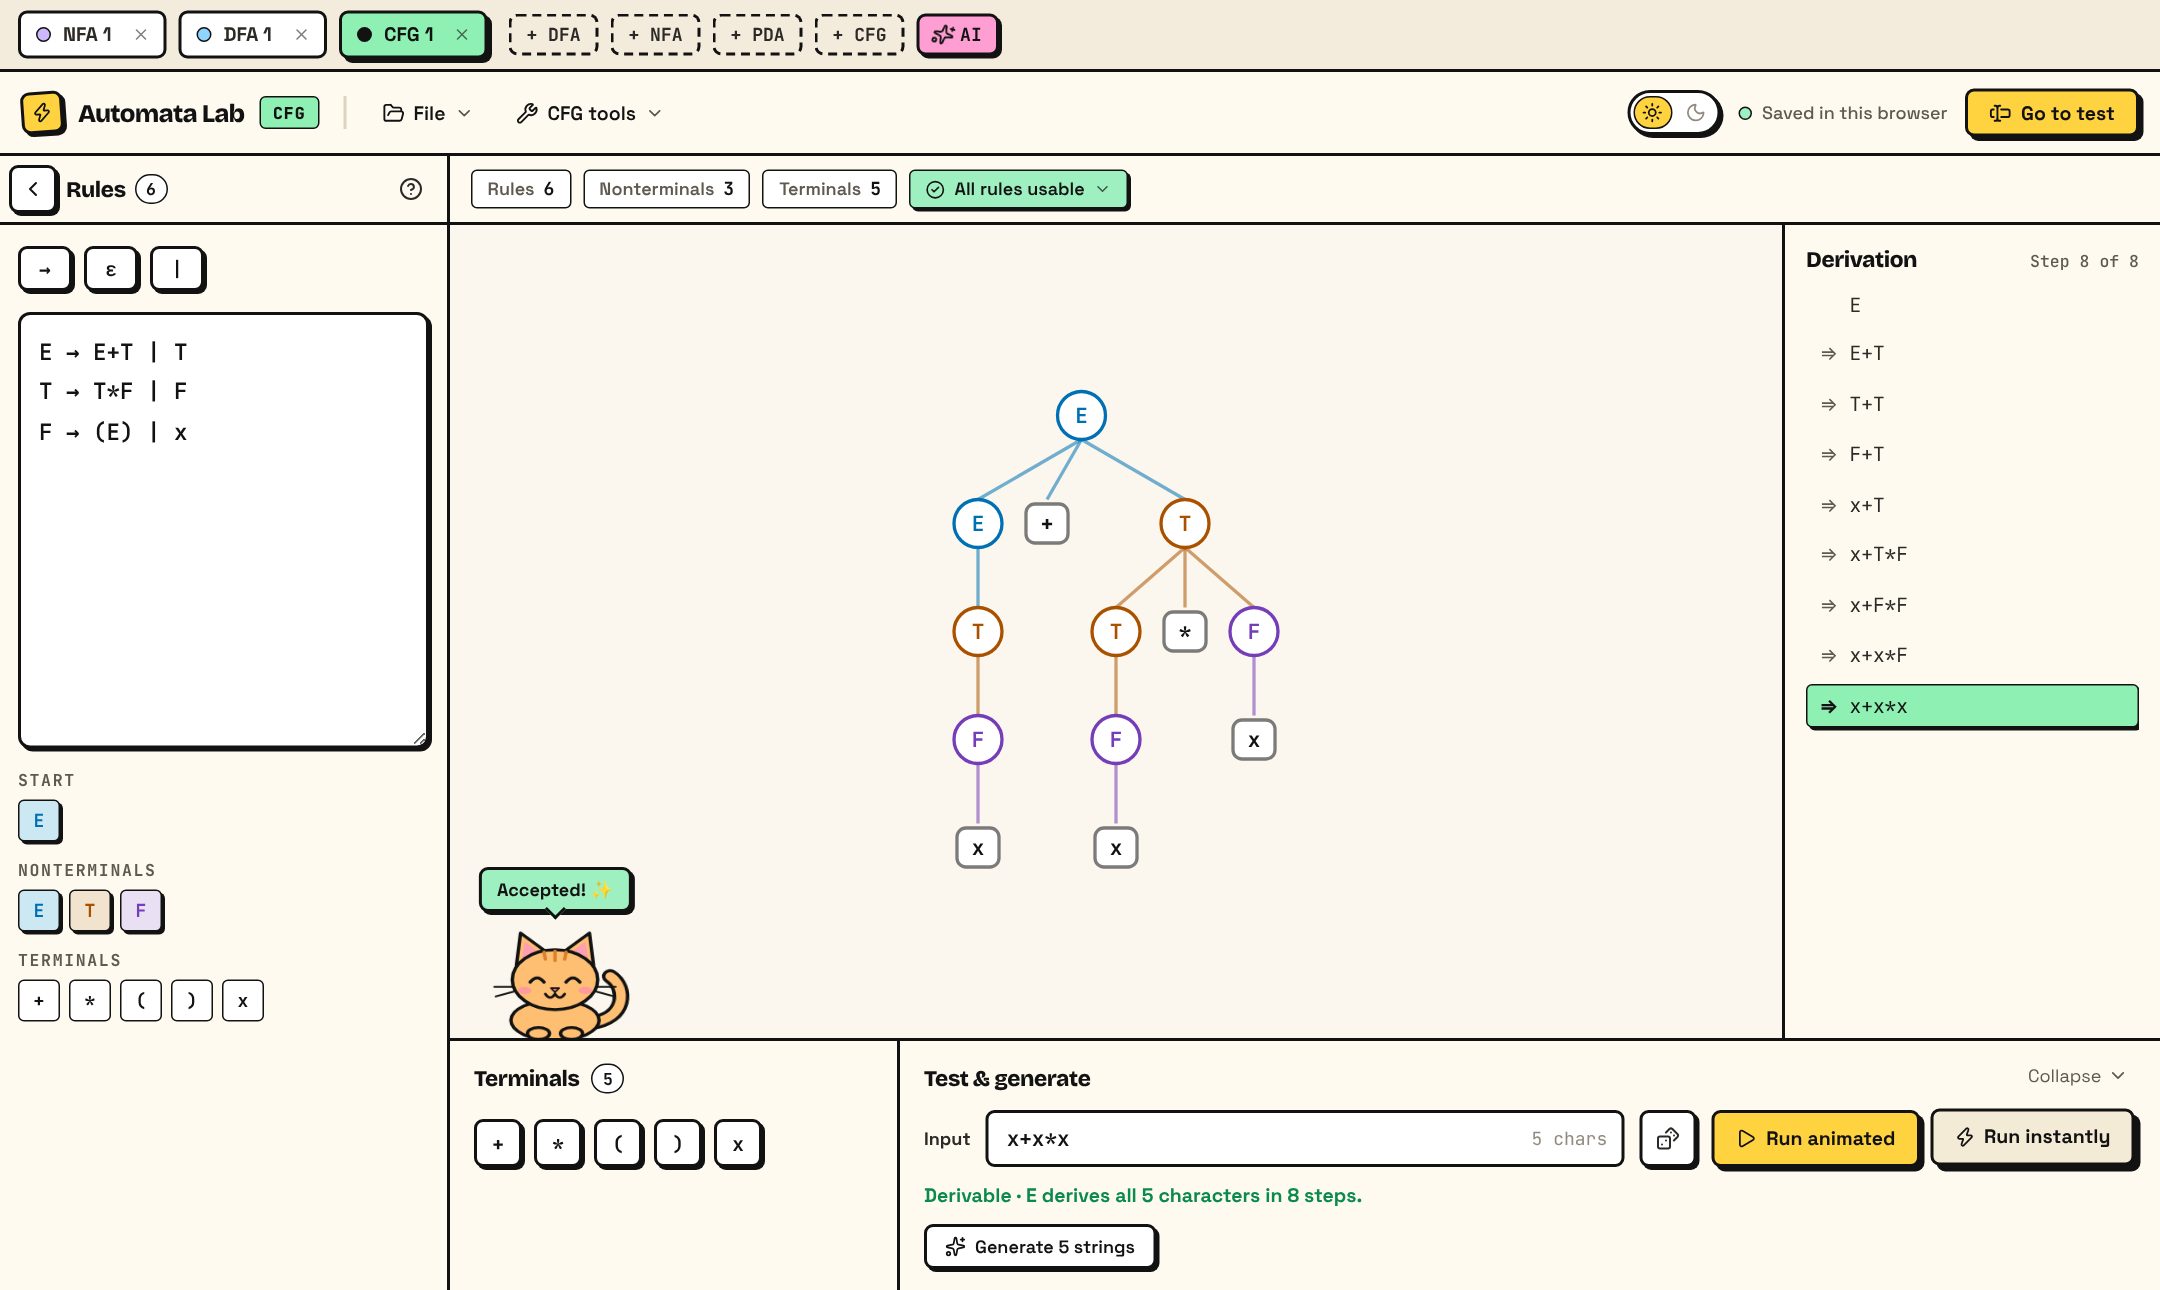 NFA 1 × DFA 1 × CFG 1 × + DFA + NFA + PDA + CFG AI
Automata Lab CFG File CFG tools Saved in this browser Go to test
Rules 6
Rules 6 Nonterminals 3 Terminals 5 All rules usable
→ ε |
E → E+T | T
T → T*F | F
F → (E) | x
START
E
NONTERMINALS
E T F
TERMINALS
+ * ( ) x
E
E + T
T T * F
F F x
x x
Accepted! ✨
Derivation Step 8 of 8
E
⇒ E+T
⇒ T+T
⇒ F+T
⇒ x+T
⇒ x+T*F
⇒ x+F*F
⇒ x+x*F
⇒ x+x*x
Terminals 5
+ * ( ) x
Test & generate Collapse
Input x+x*x 5 chars Run animated Run instantly
Derivable · E derives all 5 characters in 8 steps.
Generate 5 strings